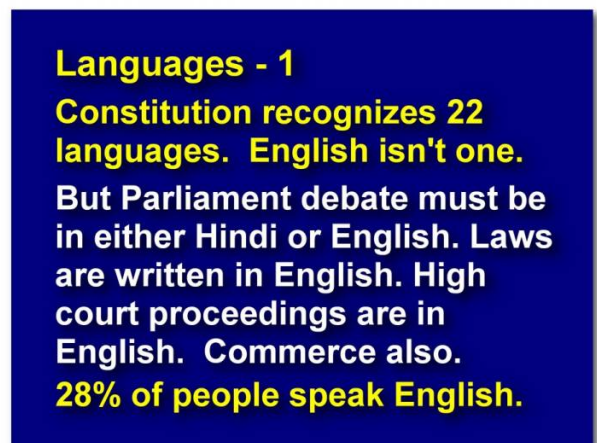 Languages - 1
Constitution recognizes 22
languages.  English isn't one.
But Parliament debate must be
in either Hindi or English. Laws
are written in English. High
court proceedings are in
English.  Commerce also.
28% of people speak English.